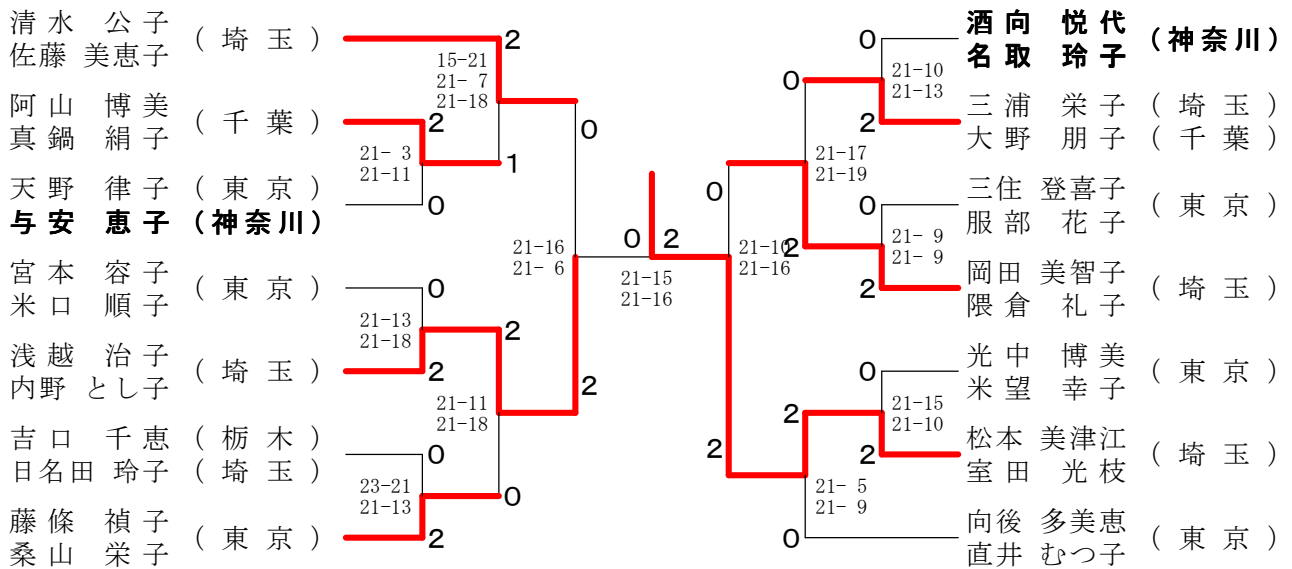 清水 公子
佐藤 美恵子
(埼玉)
2
15-21
21- 7
21-18
阿山 博美
真鍋 絹子
(千葉)
2
21- 3
21-11
1
天野 律子 (東京)
与安 恵子 (神奈川)
0
0
21-16
21- 6
宮本 容子
米口 順子
(東京)
0
21-13
21-18
2
浅越 治子
内野 とし子
(埼玉)
2
21-11
21-18
2
吉口 千恵 (栃木)
日名田 玲子 (埼玉)
0
23-21
21-13
0
藤條 禎子
桑山 栄子
(東京)
2
0 2
21-15
21-16
酒向 悦代
名取 玲子
(神奈川)
0
21-10
21-13
0
三浦 栄子 (埼玉)
大野 朋子 (千葉)
2
21-17
21-19
0
三住 登喜子
服部 花子
(東京)
0
21- 9
21- 9
2
21-10
21-16
岡田 美智子
隈倉 礼子
(埼玉)
2
光中 博美
米望 幸子
(東京)
0
21-15
21-10
2
松本 美津江
室田 光枝
(埼玉)
2
2
21- 5
21- 9
向後 多美恵
直井 むつ子
(東京)
0